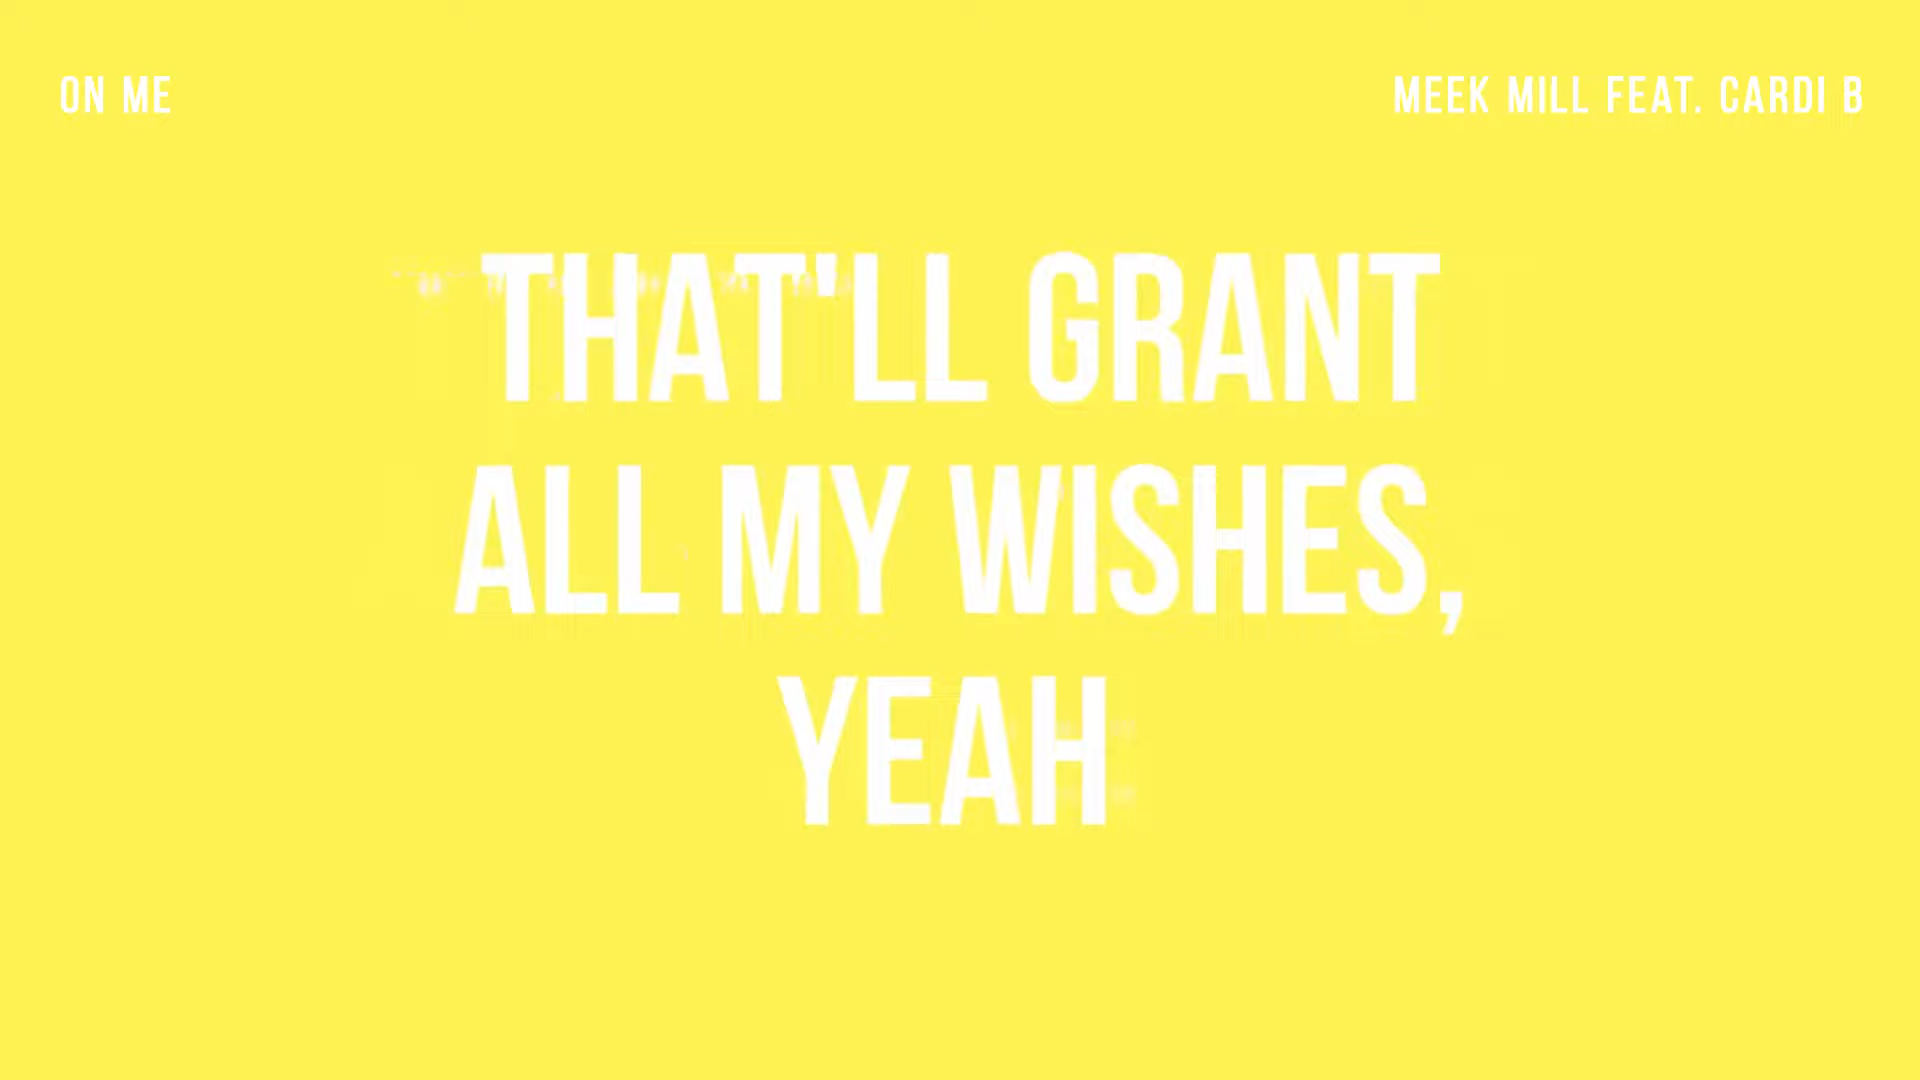 ON ME
MEEK MILL FEAT. CARDI B
THAT'LL GRANT
ALL MY WISHES,
YEAH